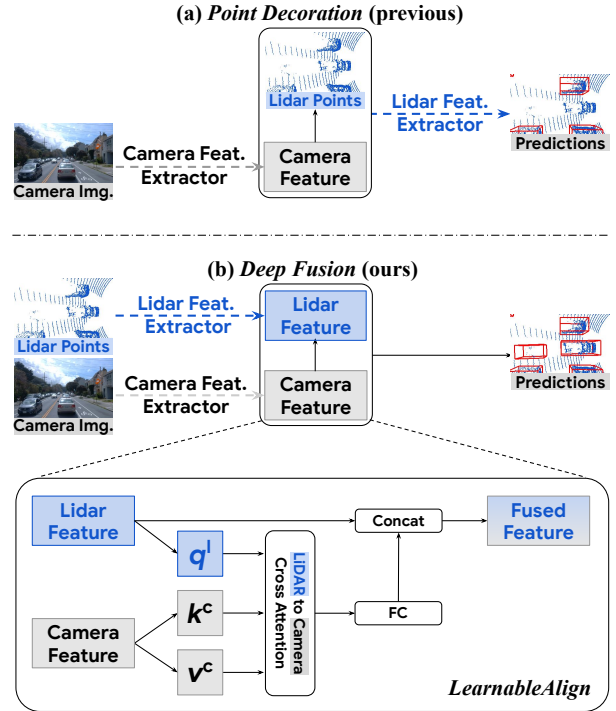 (a) Point Decoration (previous)
Lidar Points
Lidar Feat.
Extractor
Camera Feat.
Extractor
Camera
Feature
Camera Img.
Predictions
(b) Deep Fusion (ours)
Lidar Feat.
Extractor
Lidar
Feature
Lidar Points
Camera Feat.
Extractor
Camera
Feature
Camera Img.
Predictions
Lidar
Feature
Concat
Fused
Feature
q^l
LiDAR to Camera
Cross Attention
k^c
FC
Camera
Feature
v^c
LearnableAlign